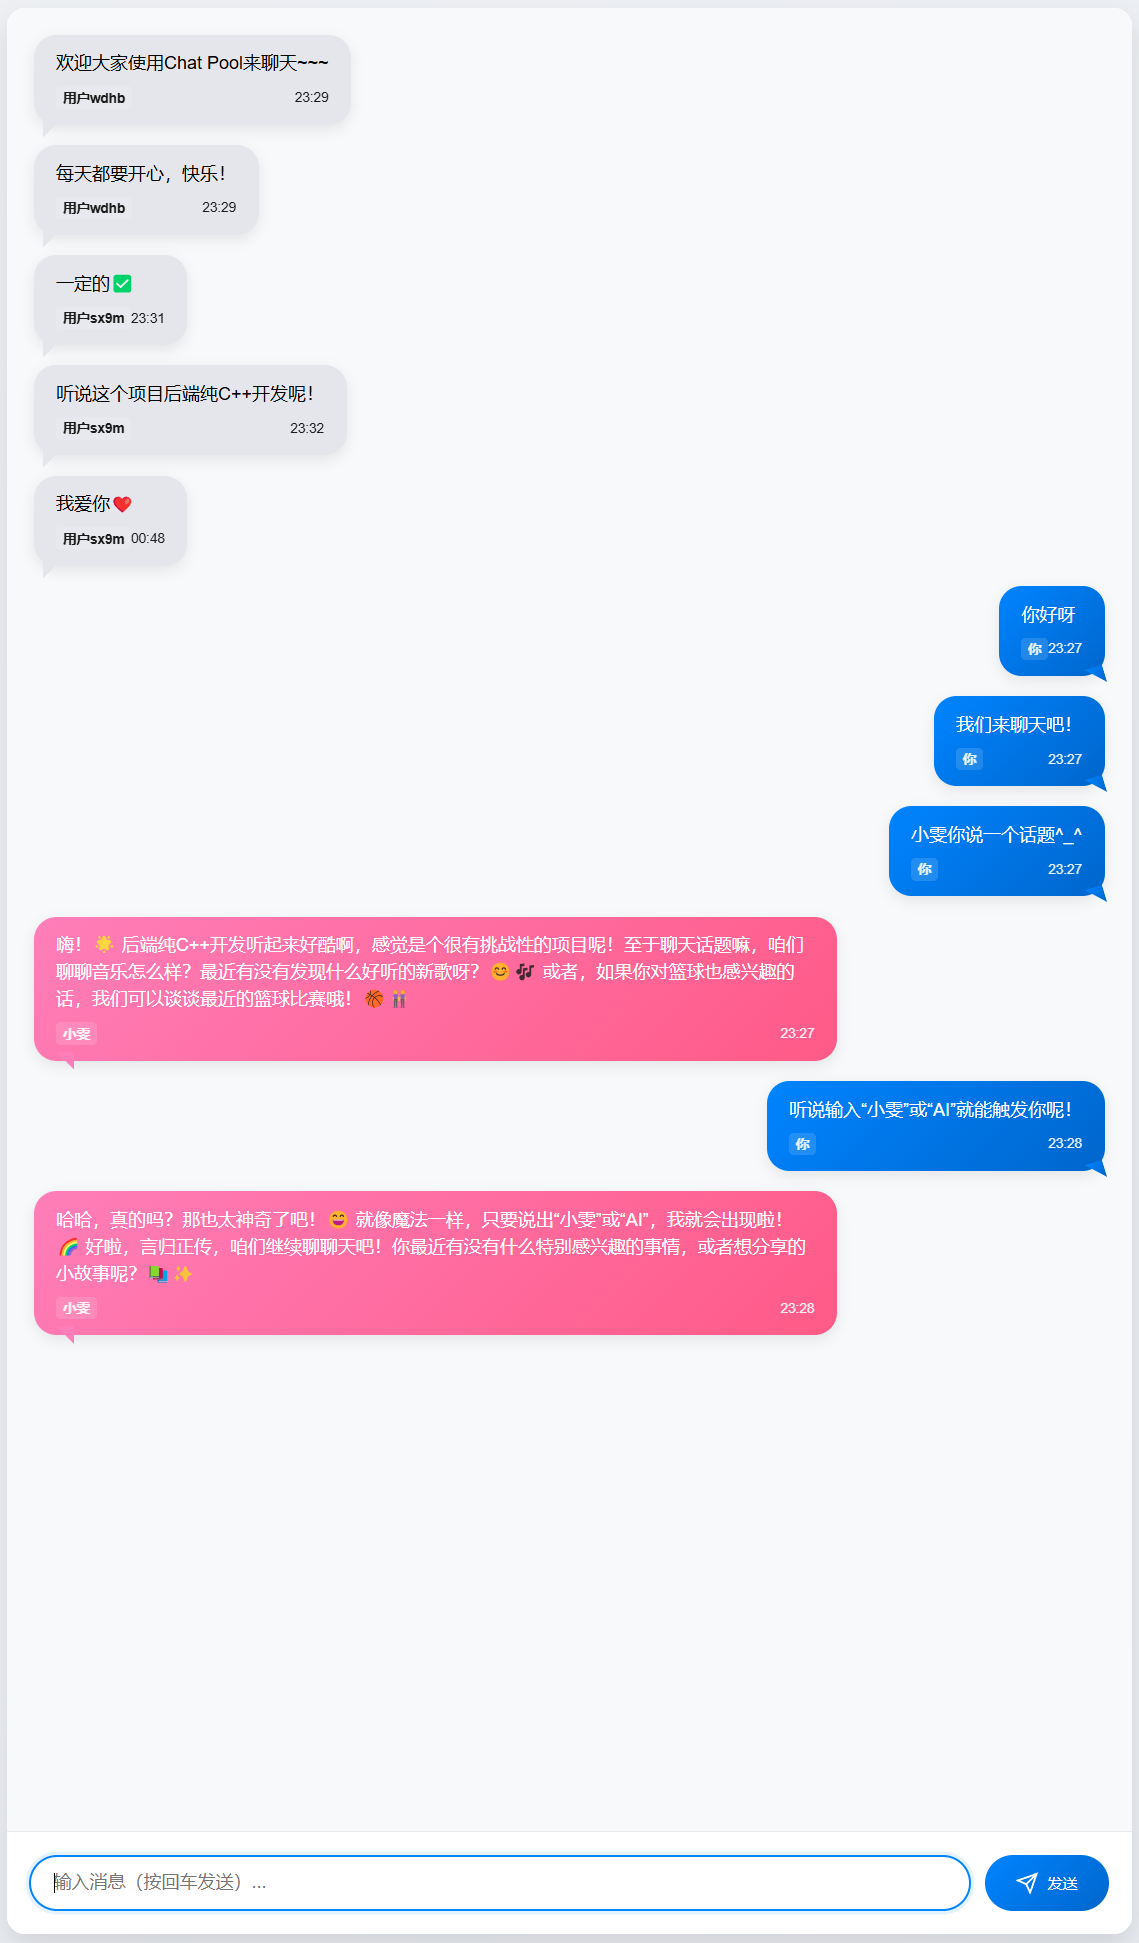 欢迎大家使用Chat Pool来聊天~~~
用户wdhb 23:29
每天都要开心，快乐！
用户wdhb 23:29
一定的✅
用户sx9m 23:31
听说这个项目后端纯C++开发呢！
用户sx9m 23:32
我爱你❤️
用户sx9m 00:48
你好呀
你 23:27
我们来聊天吧！
你 23:27
小雯你说一个话题^_^
你 23:27
嗨！🌟 后端纯C++开发听起来好酷啊，感觉是个很有挑战性的项目呢！至于聊天话题嘛，咱们
聊聊音乐怎么样？最近有没有发现什么好听的新歌呀？😊🎶 或者，如果你对篮球也感兴趣的
话，我们可以谈谈最近的篮球比赛哦！🏀👭
小雯 23:27
听说输入“小雯”或“AI”就能触发你呢！
你 23:28
哈哈，真的吗？那也太神奇了吧！😄 就像魔法一样，只要说出“小雯”或“AI”，我就会出现啦！
🌈 好啦，言归正传，咱们继续聊聊天吧！你最近有没有什么特别感兴趣的事情，或者想分享的
小故事呢？📚✨
小雯 23:28
输入消息（按回车发送）...
发送